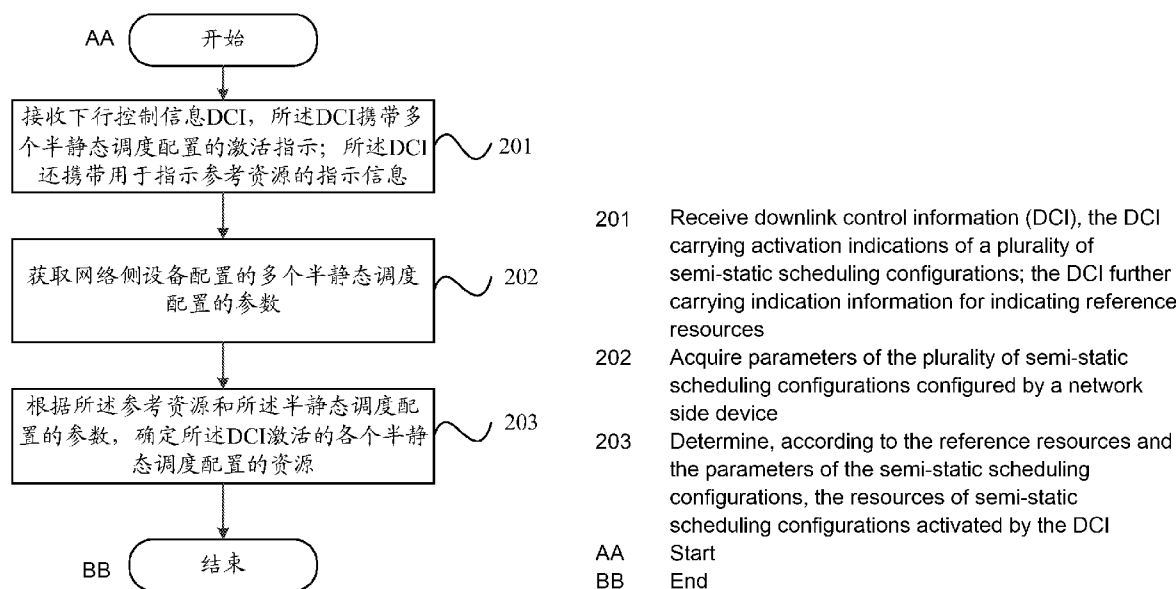 AA
开始
接收下行控制信息DCI，所述DCI携带多
个半静态调度配置的激活指示；所述DCI
还携带用于指示参考资源的指示信息
201
获取网络侧设备配置的多个半静态调度
配置的参数
202
根据所述参考资源和所述半静态调度配
置的参数，确定所述DCI激活的各个半静
态调度配置的资源
203
BB
结束
201 Receive downlink control information (DCI), the DCI
carrying activation indications of a plurality of
semi-static scheduling configurations; the DCI further
carrying indication information for indicating reference
resources
202 Acquire parameters of the plurality of semi-static
scheduling configurations configured by a network
side device
203 Determine, according to the reference resources and
the parameters of the semi-static scheduling
configurations, the resources of semi-static
scheduling configurations activated by the DCI
AA Start
BB End